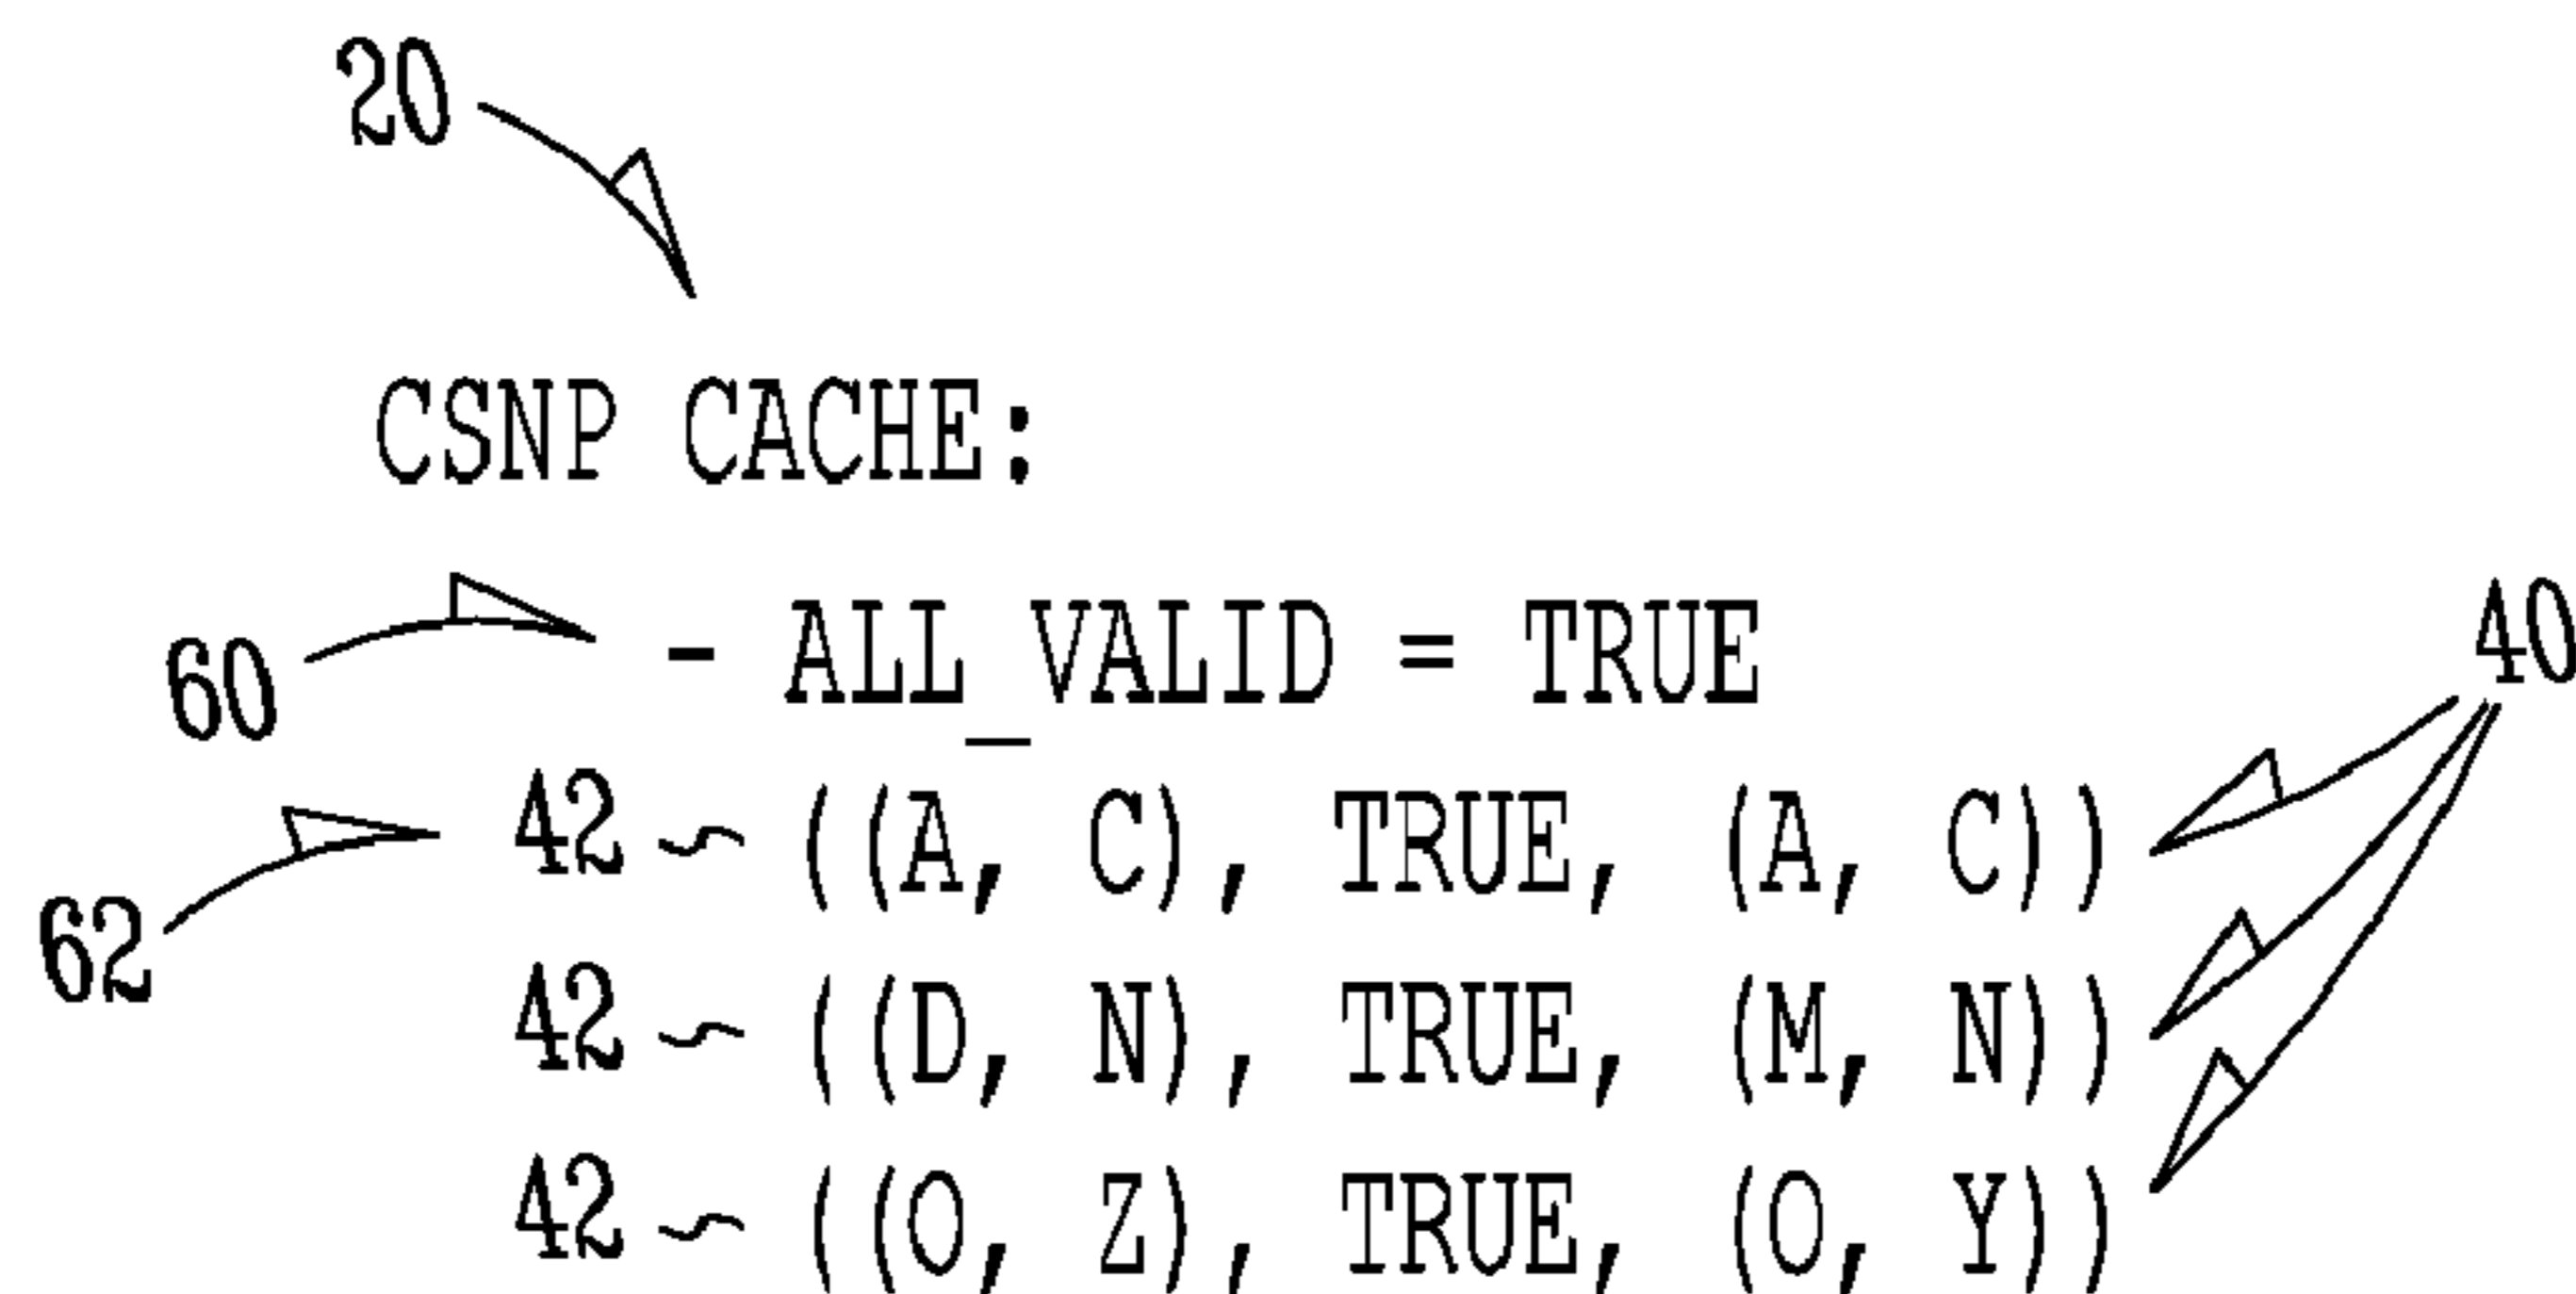 20
CSNP CACHE:
60 - ALL_VALID = TRUE 40
62 42 ~ ((A, C), TRUE, (A, C))
42 ~ ((D, N), TRUE, (M, N))
42 ~ ((O, Z), TRUE, (O, Y))